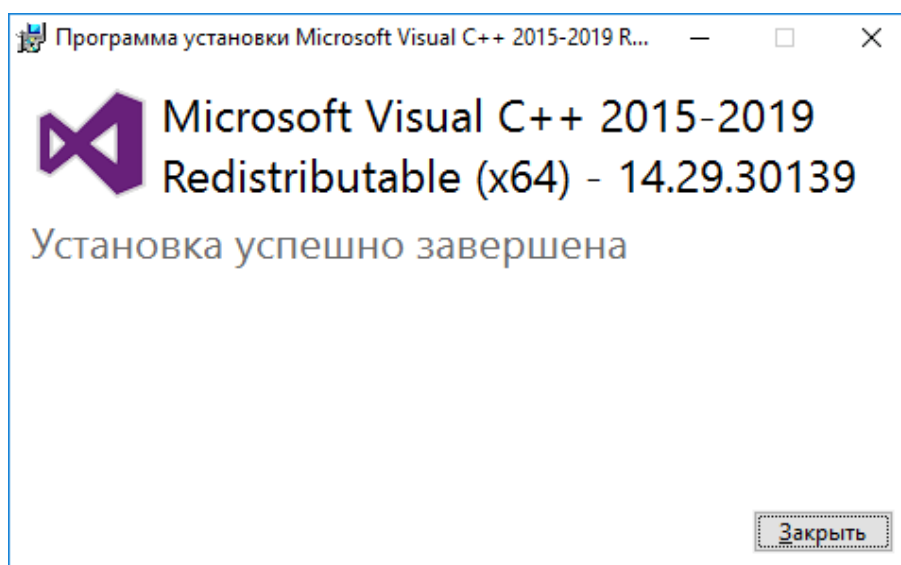 Программа установки Microsoft Visual C++ 2015-2019 R...
Microsoft Visual C++ 2015-2019
Redistributable (x64) - 14.29.30139
Установка успешно завершена
Закрыть